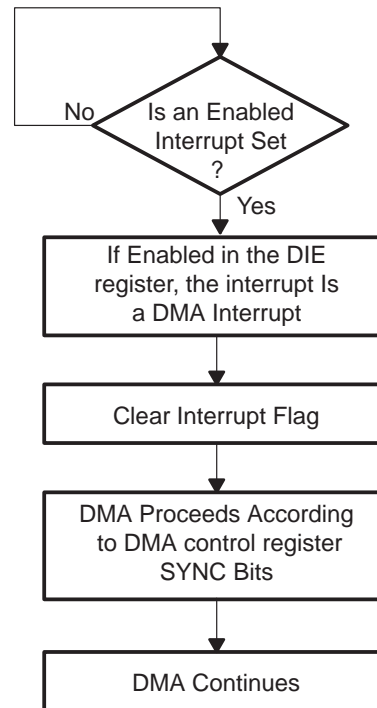 No
Is an Enabled
Interrupt Set
?
Yes
If Enabled in the DIE
register, the interrupt Is
a DMA Interrupt
Clear Interrupt Flag
DMA Proceeds According
to DMA control register
SYNC Bits
DMA Continues